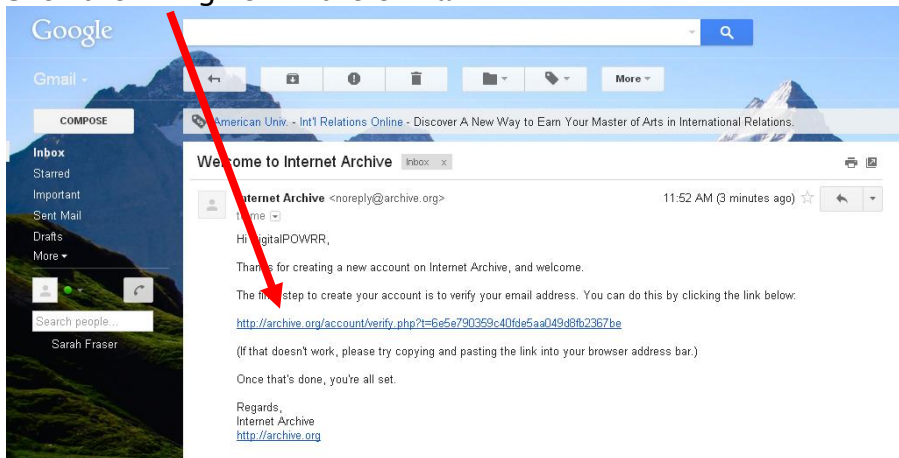 Google
Gmail
More
COMPOSE
American Univ. - Int'l Relations Online - Discover A New Way to Earn Your Master of Arts in International Relations.
Inbox
Starred
Important
Sent Mail
Drafts
More
Search people...
Sarah Fraser
Welcome to Internet Archive Inbox x
Internet Archive <noreply@archive.org> 11:52 AM (3 minutes ago)
to me
Hi DigitalPOWRR,
Thanks for creating a new account on Internet Archive, and welcome.
The final step to create your account is to verify your email address. You can do this by clicking the link below:
http://archive.org/account/verify.php?t=6e5e790359c40fde5aa049d8fb2367be
(If that doesn't work, please try copying and pasting the link into your browser address bar.)
Once that's done, you're all set.
Regards,
Internet Archive
http://archive.org